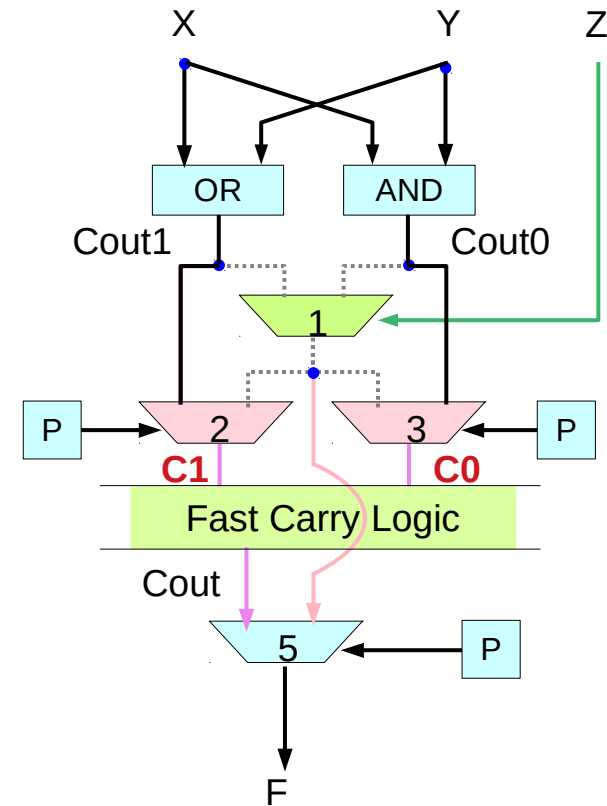 X Y Z
OR AND
Cout1 Cout0
1
P 2 3 P
C1 C0
Fast Carry Logic
Cout
5 P
F